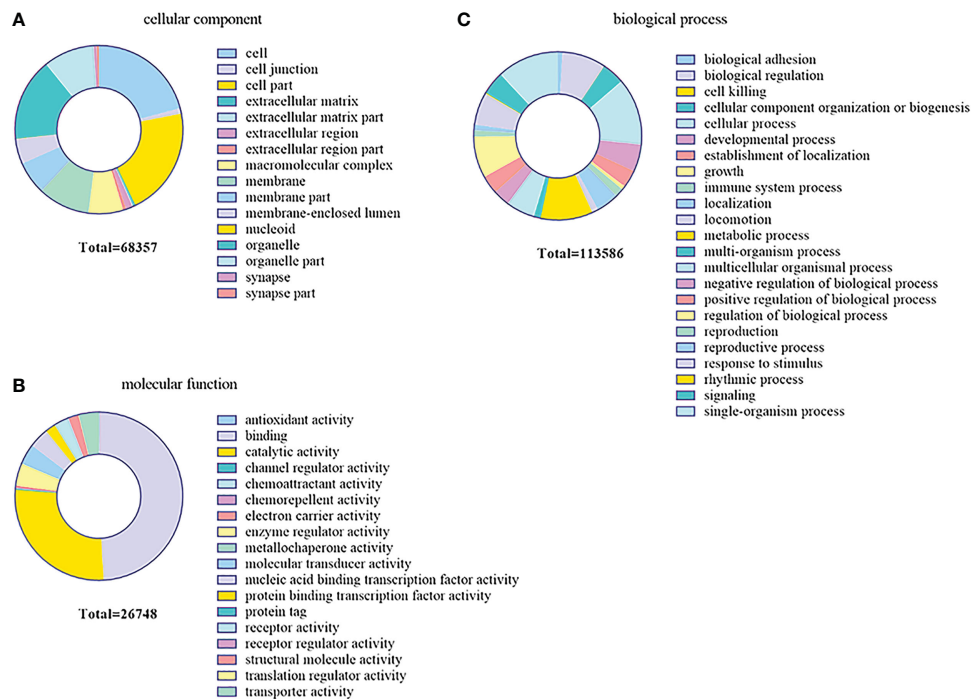 A
cellular component
cell
cell junction
cell part
extracellular matrix
extracellular matrix part
extracellular region
extracellular region part
macromolecular complex
membrane
membrane part
membrane-enclosed lumen
nucleoid
organelle
organelle part
synapse
synapse part
Total=68357
B
molecular function
antioxidant activity
binding
catalytic activity
channel regulator activity
chemoattractant activity
chemorepellent activity
electron carrier activity
enzyme regulator activity
metallochaperone activity
molecular transducer activity
nucleic acid binding transcription factor activity
protein binding transcription factor activity
protein tag
receptor activity
receptor regulator activity
structural molecule activity
translation regulator activity
transporter activity
Total=26748
C
biological process
biological adhesion
biological regulation
cell killing
cellular component organization or biogenesis
cellular process
developmental process
establishment of localization
growth
immune system process
localization
locomotion
metabolic process
multi-organism process
multicellular organismal process
negative regulation of biological process
positive regulation of biological process
regulation of biological process
reproduction
reproductive process
response to stimulus
rhythmic process
signaling
single-organism process
Total=113586